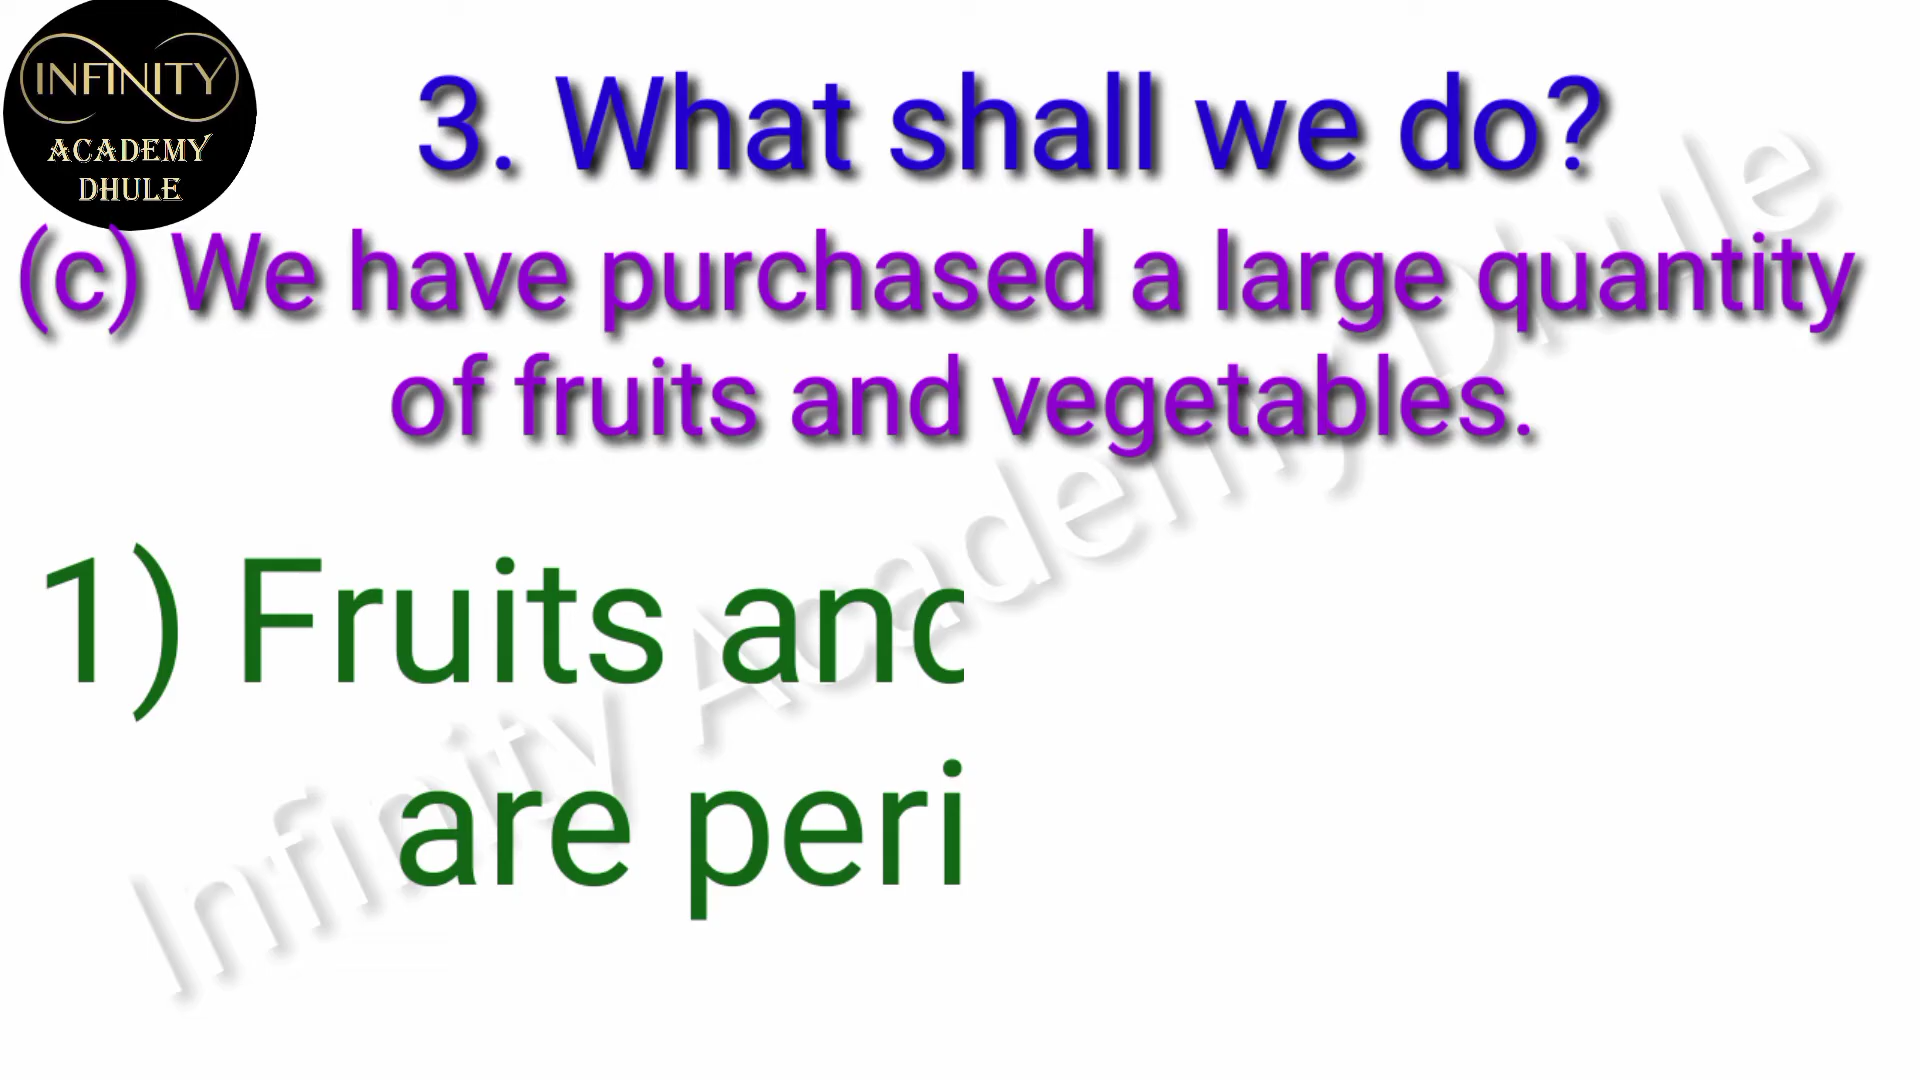 INFINITY
ACADEMY
DHULE
3. What shall we do?
(c) We have purchased a large quantity
of fruits and vegetables.
1) Fruits and
are peri
Infinity Academy Dhule